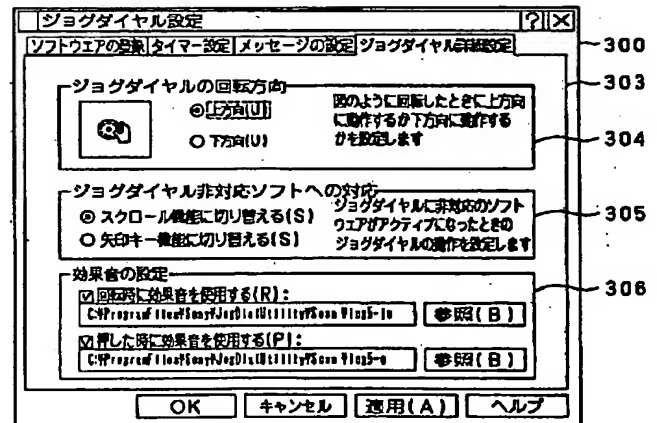 ジョグダイヤル設定
ソフトウエアの登録 タイマー設定 メッセージの設定 ジョグダイヤル詳細設定
300
303
ジョグダイヤルの回転方向
上方向(U)
下方向(U)
図のように回転したときに上方向
に動作するか下方向に動作する
かを設定します
304
ジョグダイヤル非対応ソフトへの対応
スクロール機能に切り替える(S)
矢印キー機能に切り替える(S)
ジョグダイヤルに非対応のソフト
ウエアがアクティブになったときの
ジョグダイヤルの動作を設定します
305
効果音の設定
306
回転時に効果音を使用する(R):
参照(B)
押した時に効果音を使用する(P):
参照(B)
OK キャンセル 適用(A) ヘルプ